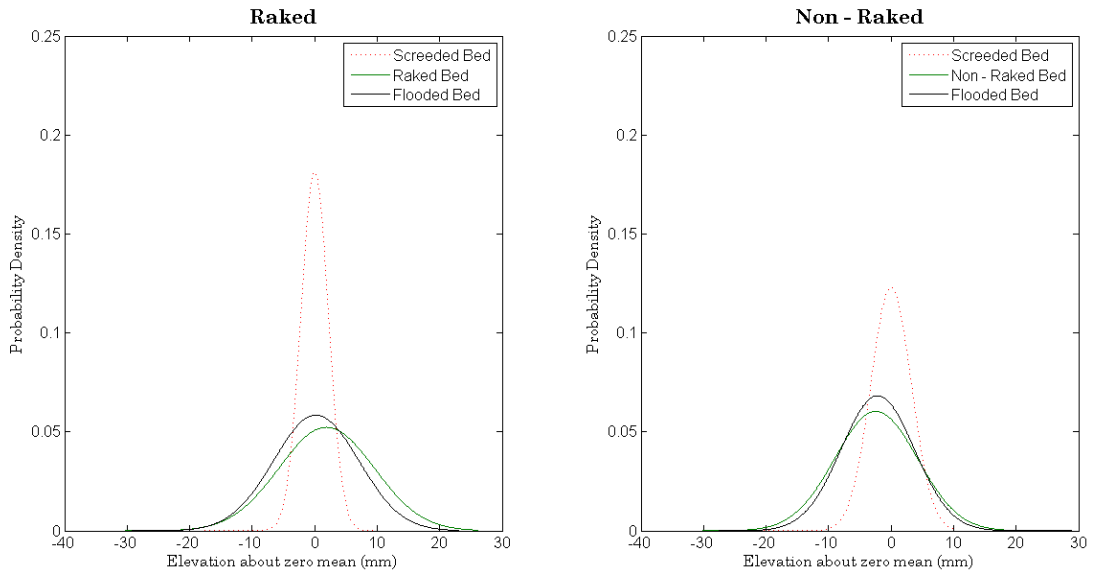 Raked
0.25
0.2
0.15
0.1
0.05
0
-40
-30
-20
-10
0
10
20
30
Probability Density
Elevation about zero mean (mm)
Screeded Bed
Raked Bed
Flooded Bed
Non - Raked
0.25
0.2
0.15
0.1
0.05
0
-40
-30
-20
-10
0
10
20
30
Probability Density
Elevation about zero mean (mm)
Screeded Bed
Non - Raked Bed
Flooded Bed